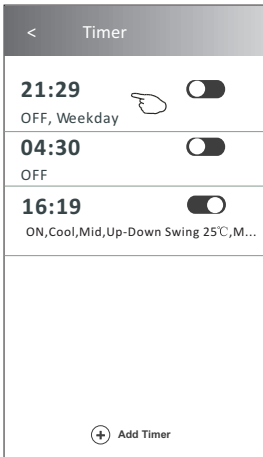 < Timer
21:29
OFF, Weekday
04:30
OFF
16:19
ON,Cool,Mid,Up-Down Swing 25℃,M...
Add Timer